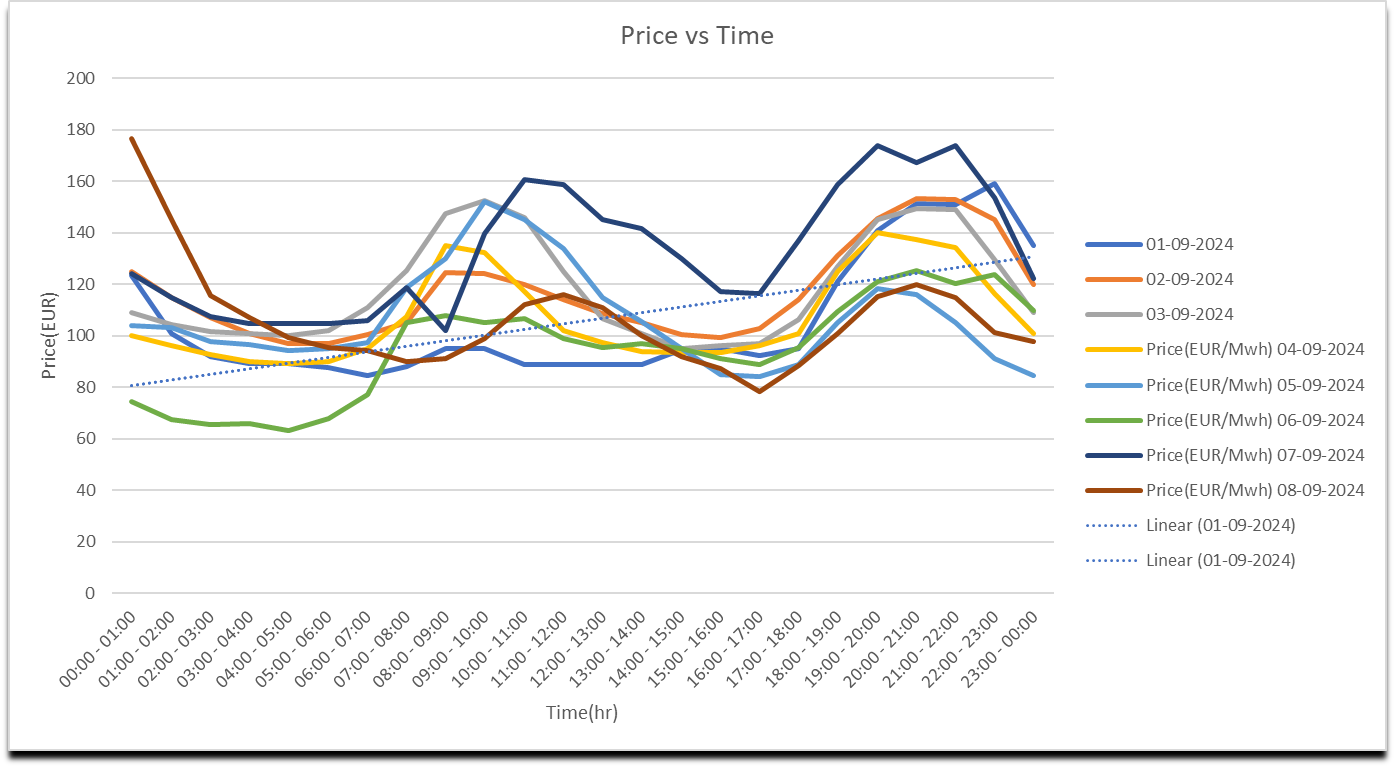 Price vs Time
Price(EUR)
200
180
160
140
120
100
80
60
40
20
0
00:00 - 01:00
01:00 - 02:00
02:00 - 03:00
03:00 - 04:00
04:00 - 05:00
05:00 - 06:00
06:00 - 07:00
07:00 - 08:00
08:00 - 09:00
09:00 - 10:00
10:00 - 11:00
11:00 - 12:00
12:00 - 13:00
13:00 - 14:00
14:00 - 15:00
15:00 - 16:00
16:00 - 17:00
17:00 - 18:00
18:00 - 19:00
19:00 - 20:00
20:00 - 21:00
21:00 - 22:00
22:00 - 23:00
23:00 - 00:00
Time(hr)
01-09-2024
02-09-2024
03-09-2024
Price(EUR/Mwh) 04-09-2024
Price(EUR/Mwh) 05-09-2024
Price(EUR/Mwh) 06-09-2024
Price(EUR/Mwh) 07-09-2024
Price(EUR/Mwh) 08-09-2024
Linear (01-09-2024)
Linear (01-09-2024)